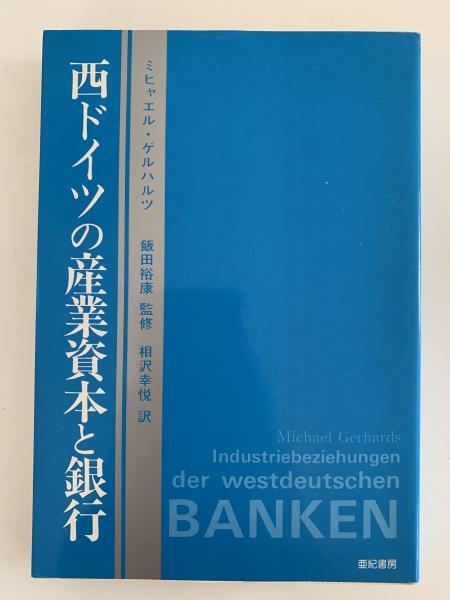 西ドイツの産業資本と銀行
ミヒャエル・ゲルハルツ 飯田裕康 監修 相沢幸悦 訳
Michael Gerhards
Industriebeziehungen
der westdeutschen
BANKEN
亜紀書房